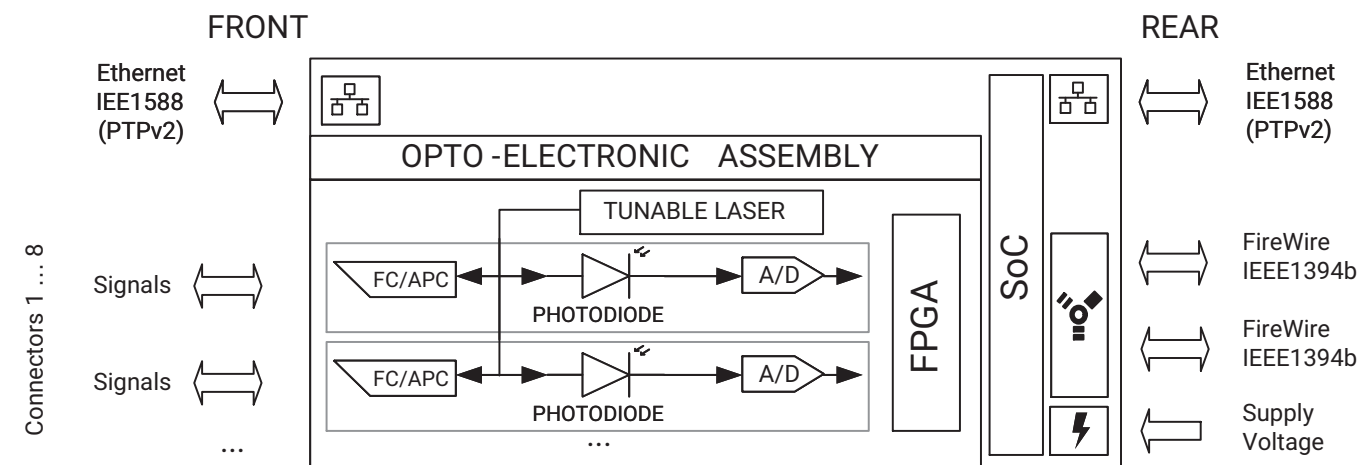 FRONT
REAR
Ethernet
IEE1588
(PTPv2)
Ethernet
IEE1588
(PTPv2)
OPTO -ELECTRONIC ASSEMBLY
TUNABLE LASER
Connectors 1 ... 8
Signals
FC/APC
A/D
PHOTODIODE
Signals
FC/APC
A/D
PHOTODIODE
...
...
FPGA
SoC
FireWire
IEEE1394b
FireWire
IEEE1394b
Supply
Voltage